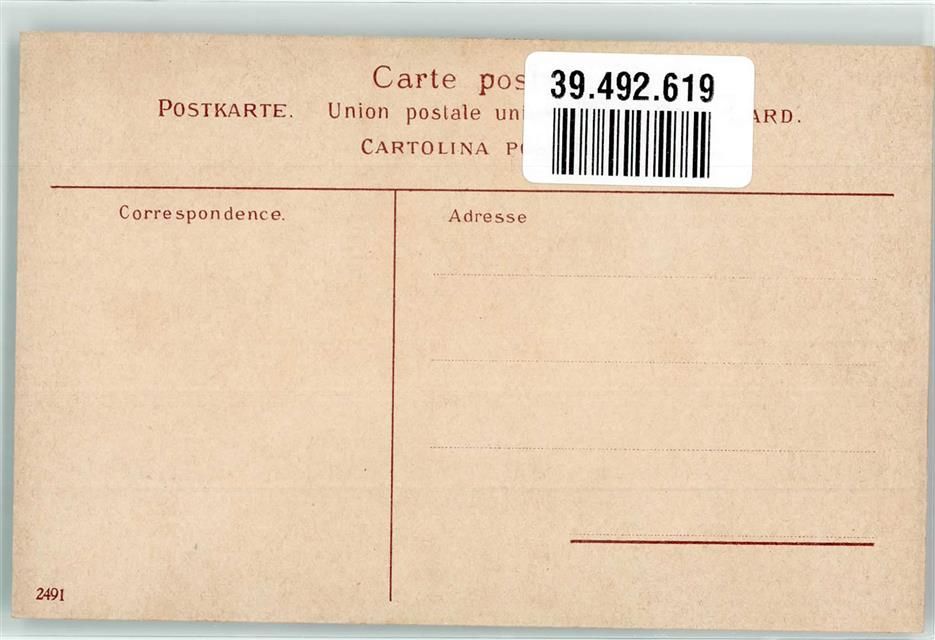 Carte pos
39.492.619
POSTKARTE. Union postale uni ARD.
CARTOLINA PO
Correspondence.
Adresse
2491